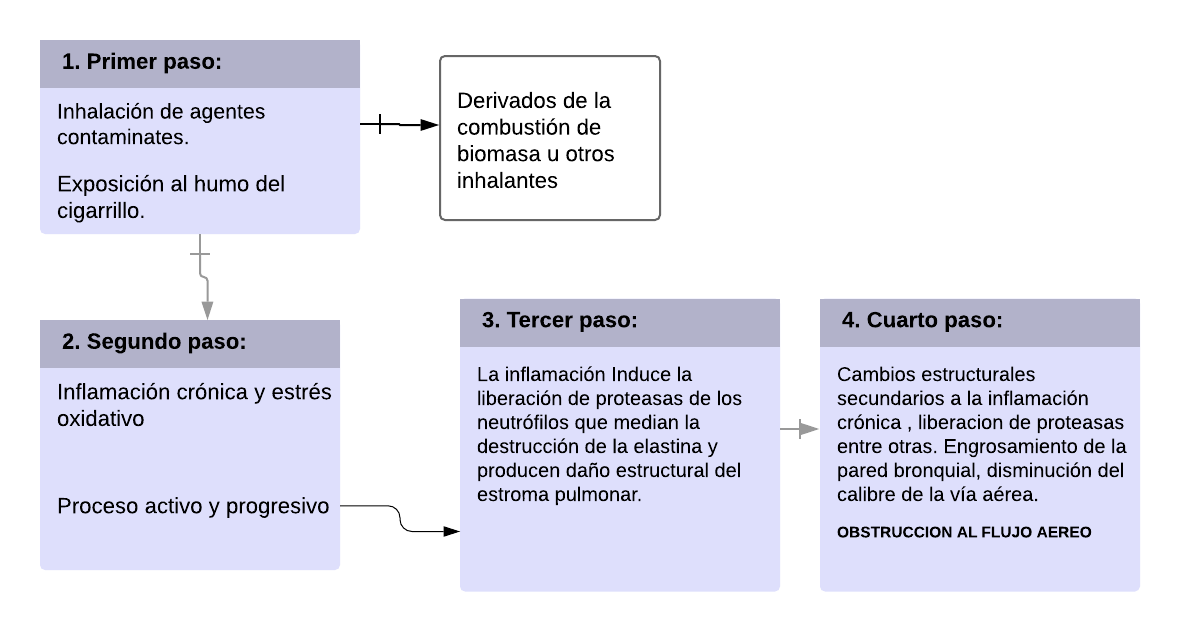 1. Primer paso:
Inhalación de agentes
contaminates.
Exposición al humo del
cigarrillo.
Derivados de la
combustión de
biomasa u otros
inhalantes
2. Segundo paso:
Inflamación crónica y estrés
oxidativo
Proceso activo y progresivo
3. Tercer paso:
La inflamación Induce la
liberación de proteasas de los
neutrófilos que median la
destrucción de la elastina y
producen daño estructural del
estroma pulmonar.
4. Cuarto paso:
Cambios estructurales
secundarios a la inflamación
crónica , liberacion de proteasas
entre otras. Engrosamiento de la
pared bronquial, disminución del
calibre de la vía aérea.
OBSTRUCCION AL FLUJO AEREO